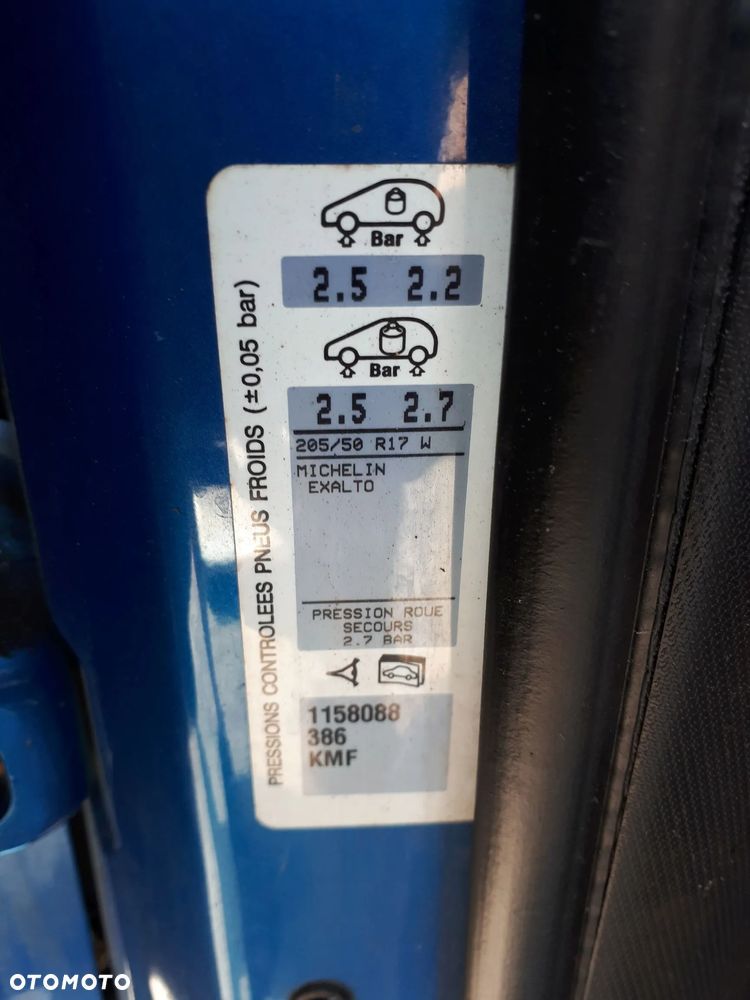 Bar
2.5 2.2
Bar
2.5 2.7
205/50 R17 W
MICHELIN
EXALTO
PRESSION ROUE
SECOURS
2.7 BAR
1158088
386
KMF
PRESSIONS CONTROLEES PNEUS FROIDS (±0,05 bar)
OTOMOTO